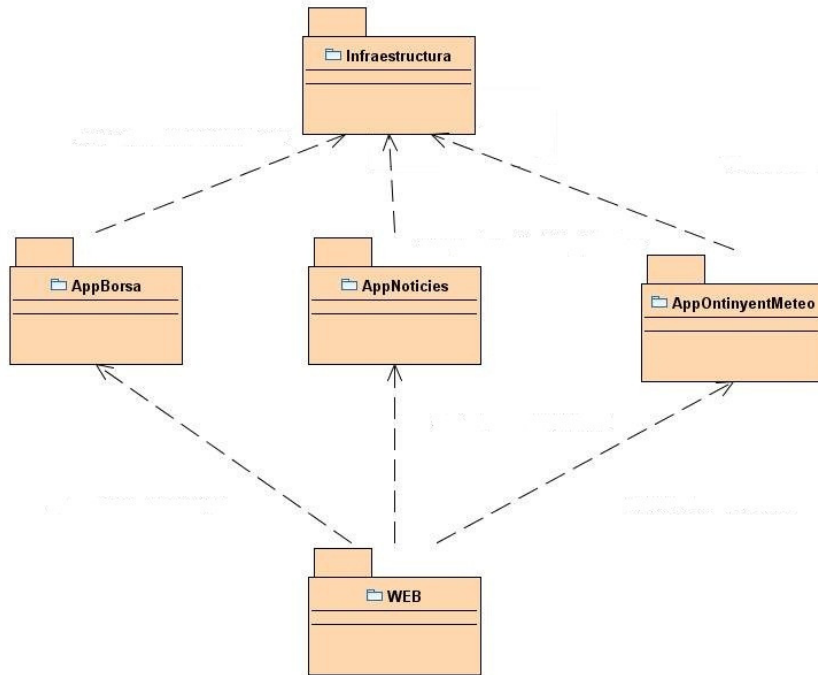 Infraestructura
AppBorsa
AppNoticies
AppOntinyentMeteo
WEB